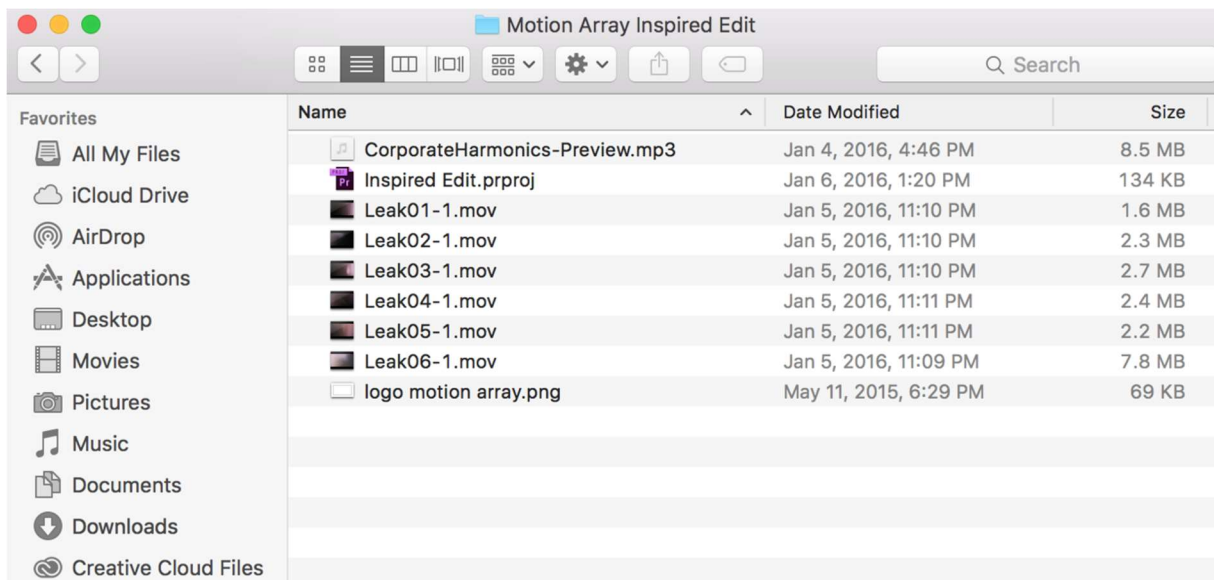 Motion Array Inspired Edit
Search
Favorites
All My Files
iCloud Drive
AirDrop
Applications
Desktop
Movies
Pictures
Music
Documents
Downloads
Creative Cloud Files
Name Date Modified Size
CorporateHarmonics-Preview.mp3 Jan 4, 2016, 4:46 PM 8.5 MB
Inspired Edit.prproj Jan 6, 2016, 1:20 PM 134 KB
Leak01-1.mov Jan 5, 2016, 11:10 PM 1.6 MB
Leak02-1.mov Jan 5, 2016, 11:10 PM 2.3 MB
Leak03-1.mov Jan 5, 2016, 11:10 PM 2.7 MB
Leak04-1.mov Jan 5, 2016, 11:11 PM 2.4 MB
Leak05-1.mov Jan 5, 2016, 11:11 PM 2.2 MB
Leak06-1.mov Jan 5, 2016, 11:09 PM 7.8 MB
logo motion array.png May 11, 2015, 6:29 PM 69 KB